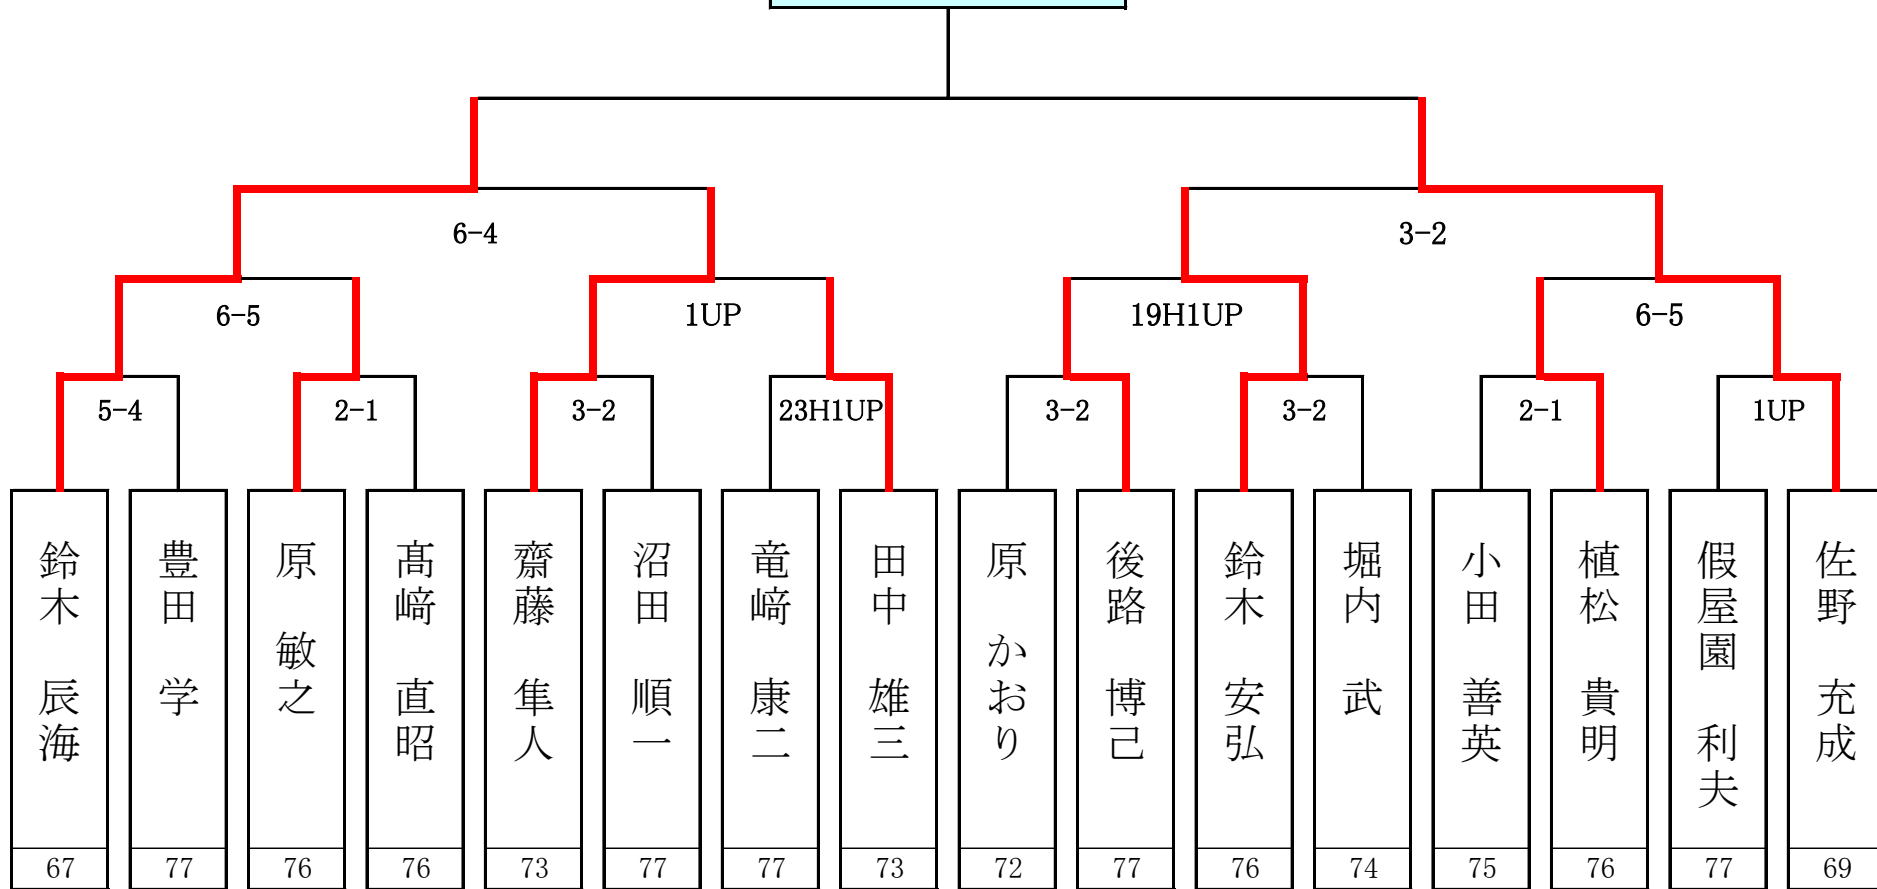 6-4
3-2
6-5
1UP
19H1UP
6-5
5-4
2-1
3-2
23H1UP
3-2
3-2
2-1
1UP
鈴木　辰海
豊田　学
原　敏之
髙﨑　直昭
齋藤　隼人
沼田　順一
竜﨑　康二
田中　雄三
原　かおり
後路　博己
鈴木　安弘
堀内　武
小田　善英
植松　貴明
假屋園　利夫
佐野　充成
67
77
76
76
73
77
77
73
72
77
76
74
75
76
77
69